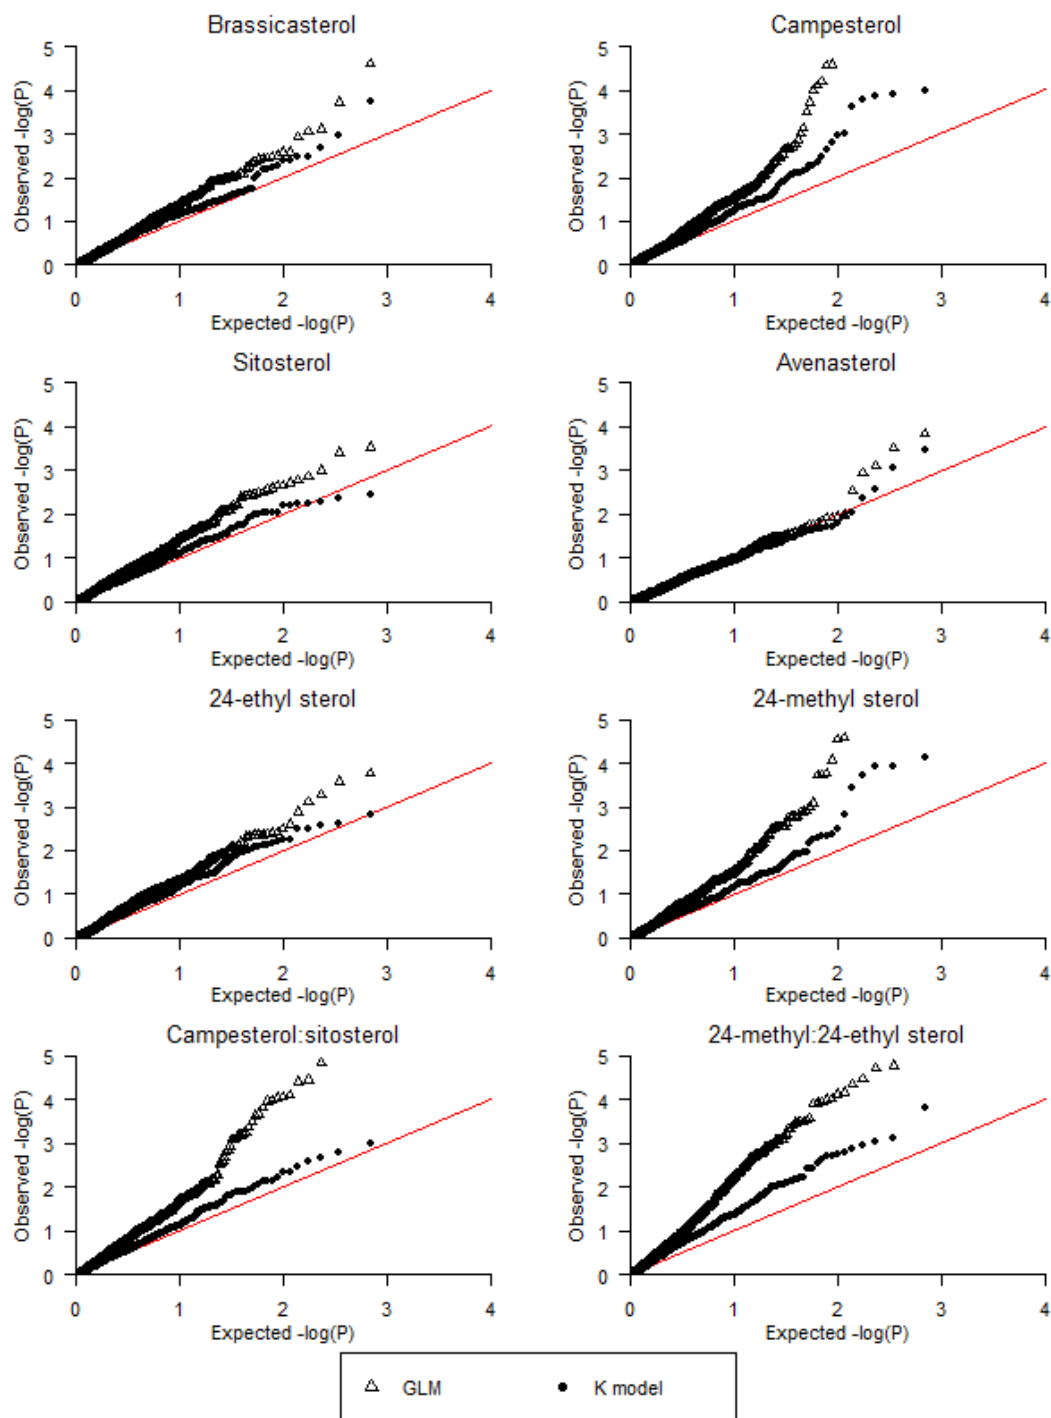 Brassicasterol
Observed -log(P)
5
4
3
2
1
0
0 1 2 3 4
Expected -log(P)
Campesterol
Observed -log(P)
5
4
3
2
1
0
0 1 2 3 4
Expected -log(P)
Sitosterol
Observed -log(P)
5
4
3
2
1
0
0 1 2 3 4
Expected -log(P)
Avenasterol
Observed -log(P)
5
4
3
2
1
0
0 1 2 3 4
Expected -log(P)
24-ethyl sterol
Observed -log(P)
5
4
3
2
1
0
0 1 2 3 4
Expected -log(P)
24-methyl sterol
Observed -log(P)
5
4
3
2
1
0
0 1 2 3 4
Expected -log(P)
Campesterol:sitosterol
Observed -log(P)
5
4
3
2
1
0
0 1 2 3 4
Expected -log(P)
24-methyl:24-ethyl sterol
Observed -log(P)
5
4
3
2
1
0
0 1 2 3 4
Expected -log(P)
GLM K model